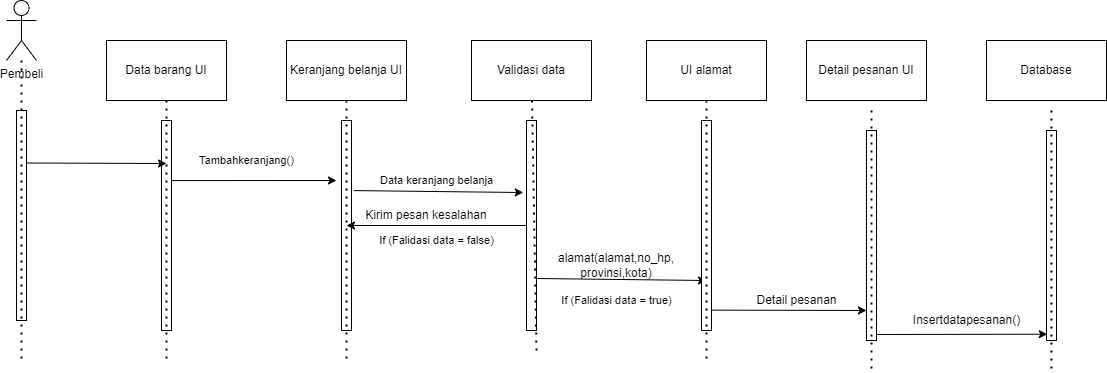 Pembeli
Data barang UI
Keranjang belanja UI
Validasi data
UI alamat
Detail pesanan UI
Database
Tambahkeranjang()
Data keranjang belanja
Kirim pesan kesalahan
If (Falidasi data = false)
alamat(alamat,no_hp,
provinsi,kota)
If (Falidasi data = true)
Detail pesanan
Insertdatapesanan()